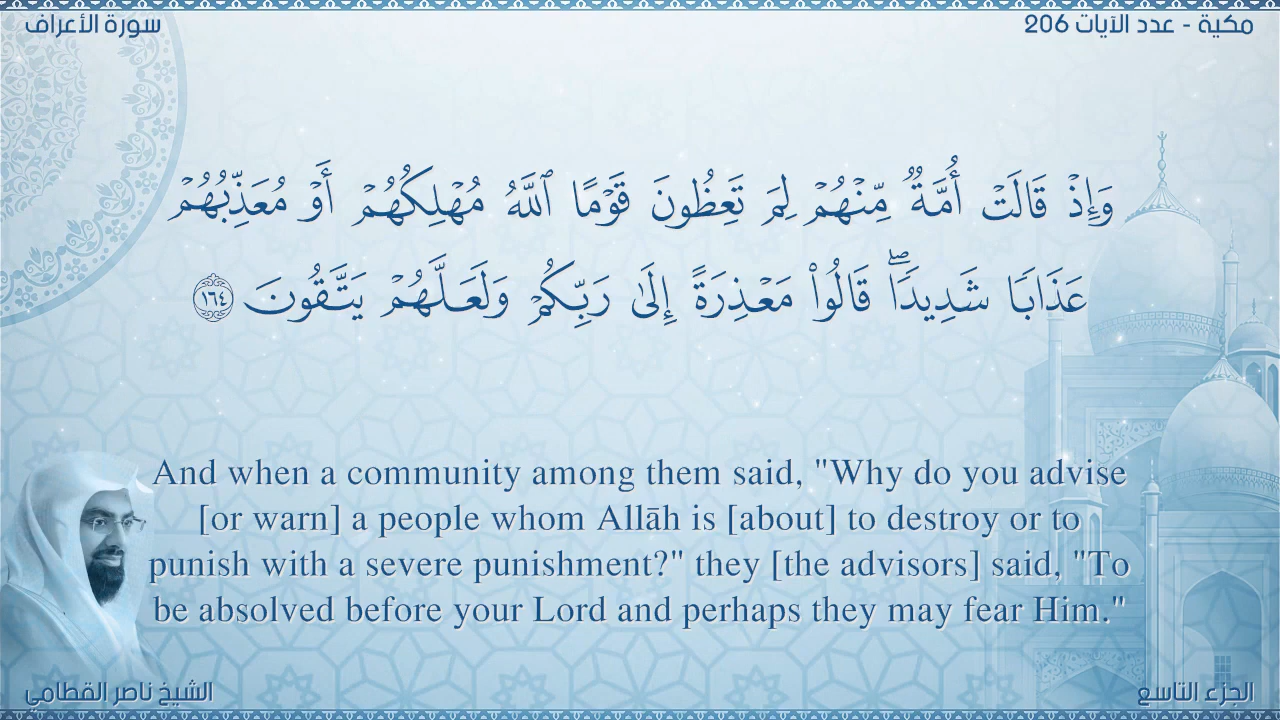 سورة الأعراف
مكية - عدد الآيات 206
وَإِذۡ قَالَتۡ أُمَّةٞ مِّنۡهُمۡ لِمَ تَعِظُونَ قَوۡمًا ٱللَّهُ مُهۡلِكُهُمۡ أَوۡ مُعَذِّبُهُمۡ
عَذَابٗا شَدِيدٗاۖ قَالُواْ مَعۡذِرَةً إِلَىٰ رَبِّكُمۡ وَلَعَلَّهُمۡ يَتَّقُونَ ١٦٤
And when a community among them said, "Why do you advise
[or warn] a people whom Allāh is [about] to destroy or to
punish with a severe punishment?" they [the advisors] said, "To
be absolved before your Lord and perhaps they may fear Him."
الشيخ ناصر القطامي
الجزء التاسع